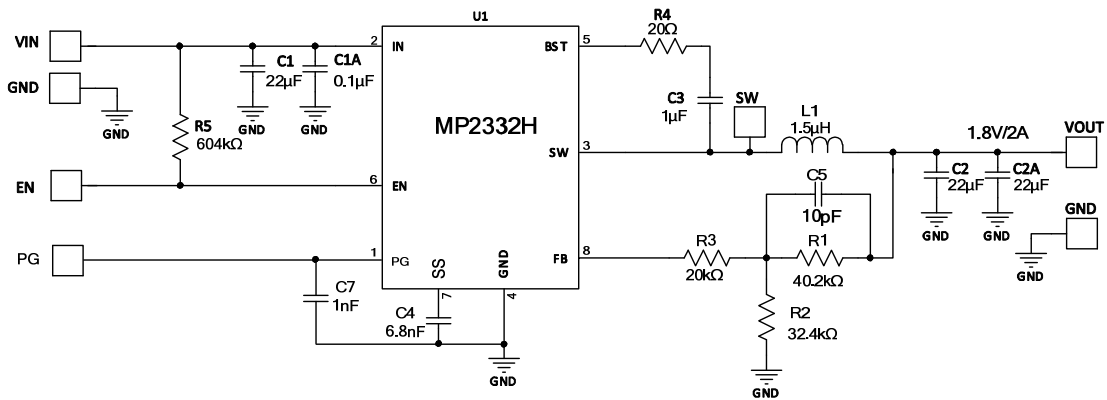 U1
VIN
2
IN
BST
5
R4
20Ω
C1
22µF
C1A
0.1µF
GND
GND
GND
GND
R5
604kΩ
MP2332H
C3
1µF
SW
L1
1.5µH
SW
3
1.8V/2A
VOUT
EN
6
EN
C5
10pF
C2
22µF
C2A
22µF
GND
GND
GND
GND
PG
1
PG
SS
GND
FB
8
R3
20kΩ
R1
40.2kΩ
C7
1nF
7
4
C4
6.8nF
R2
32.4kΩ
GND
GND